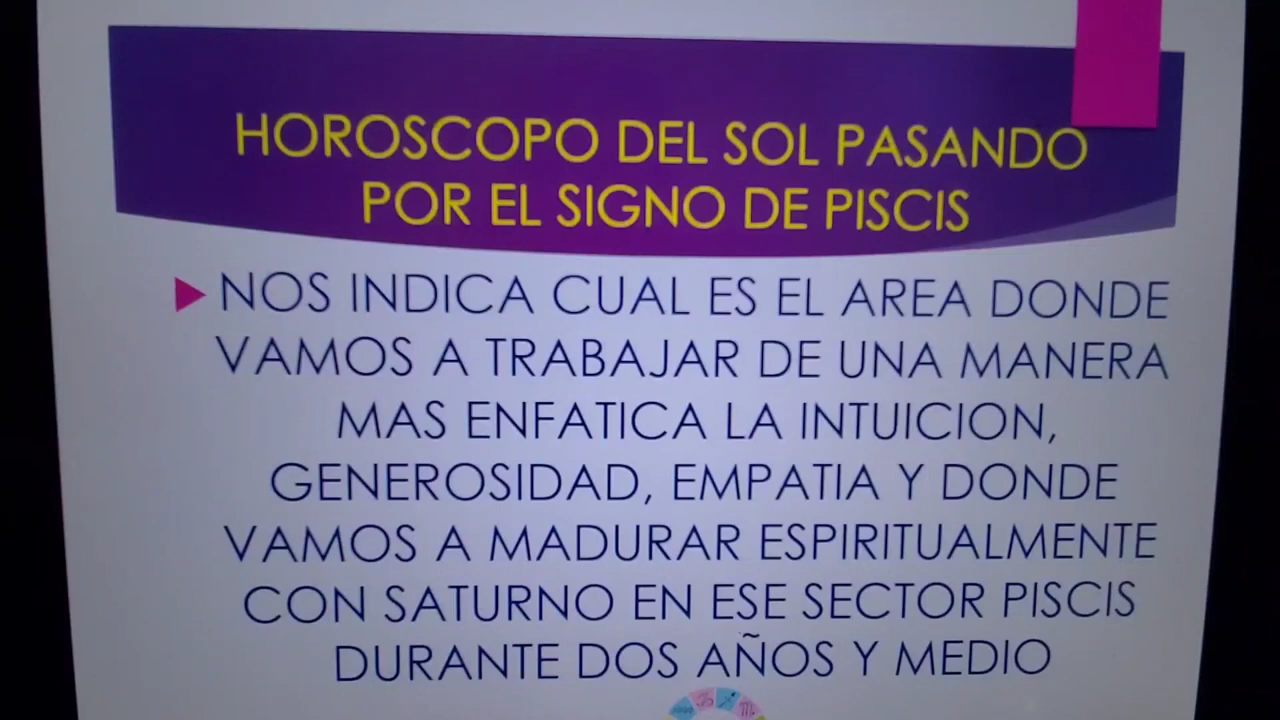 HOROSCOPO DEL SOL PASANDO
POR EL SIGNO DE PISCIS
NOS INDICA CUAL ES EL AREA DONDE
VAMOS A TRABAJAR DE UNA MANERA
MAS ENFATICA LA INTUICION,
GENEROSIDAD, EMPATIA Y DONDE
VAMOS A MADURAR ESPIRITUALMENTE
CON SATURNO EN ESE SECTOR PISCIS
DURANTE DOS AÑOS Y MEDIO